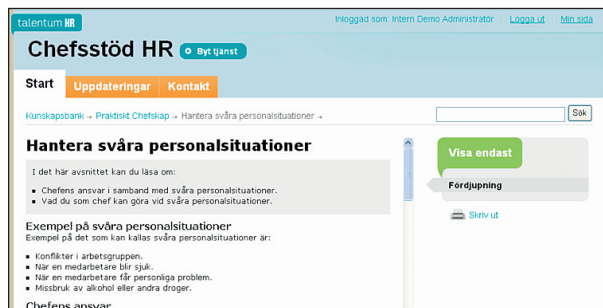 talentum HR
Inloggad som: Intern Demo Administratör Logga ut Min sida
Chefsstöd HR Byt tjänst
Start Uppdateringar Kontakt
Kunskapsbank → Praktiskt Chefskap → Hantera svåra personalsituationer →
Sök
Hantera svåra personalsituationer
I det här avsnittet kan du läsa om:
Chefens ansvar i samband med svåra personalsituationer.
Vad du som chef kan göra vid svåra personalsituationer.
Exempel på svåra personalsituationer
Exempel på det som kan kallas svåra personalsituationer är:
Konflikter i arbetsgruppen.
När en medarbetare blir sjuk.
När en medarbetare får personliga problem.
Missbruk av alkohol eller andra droger.
Chefens ansvar
Visa endast
Fördjupning
Skriv ut